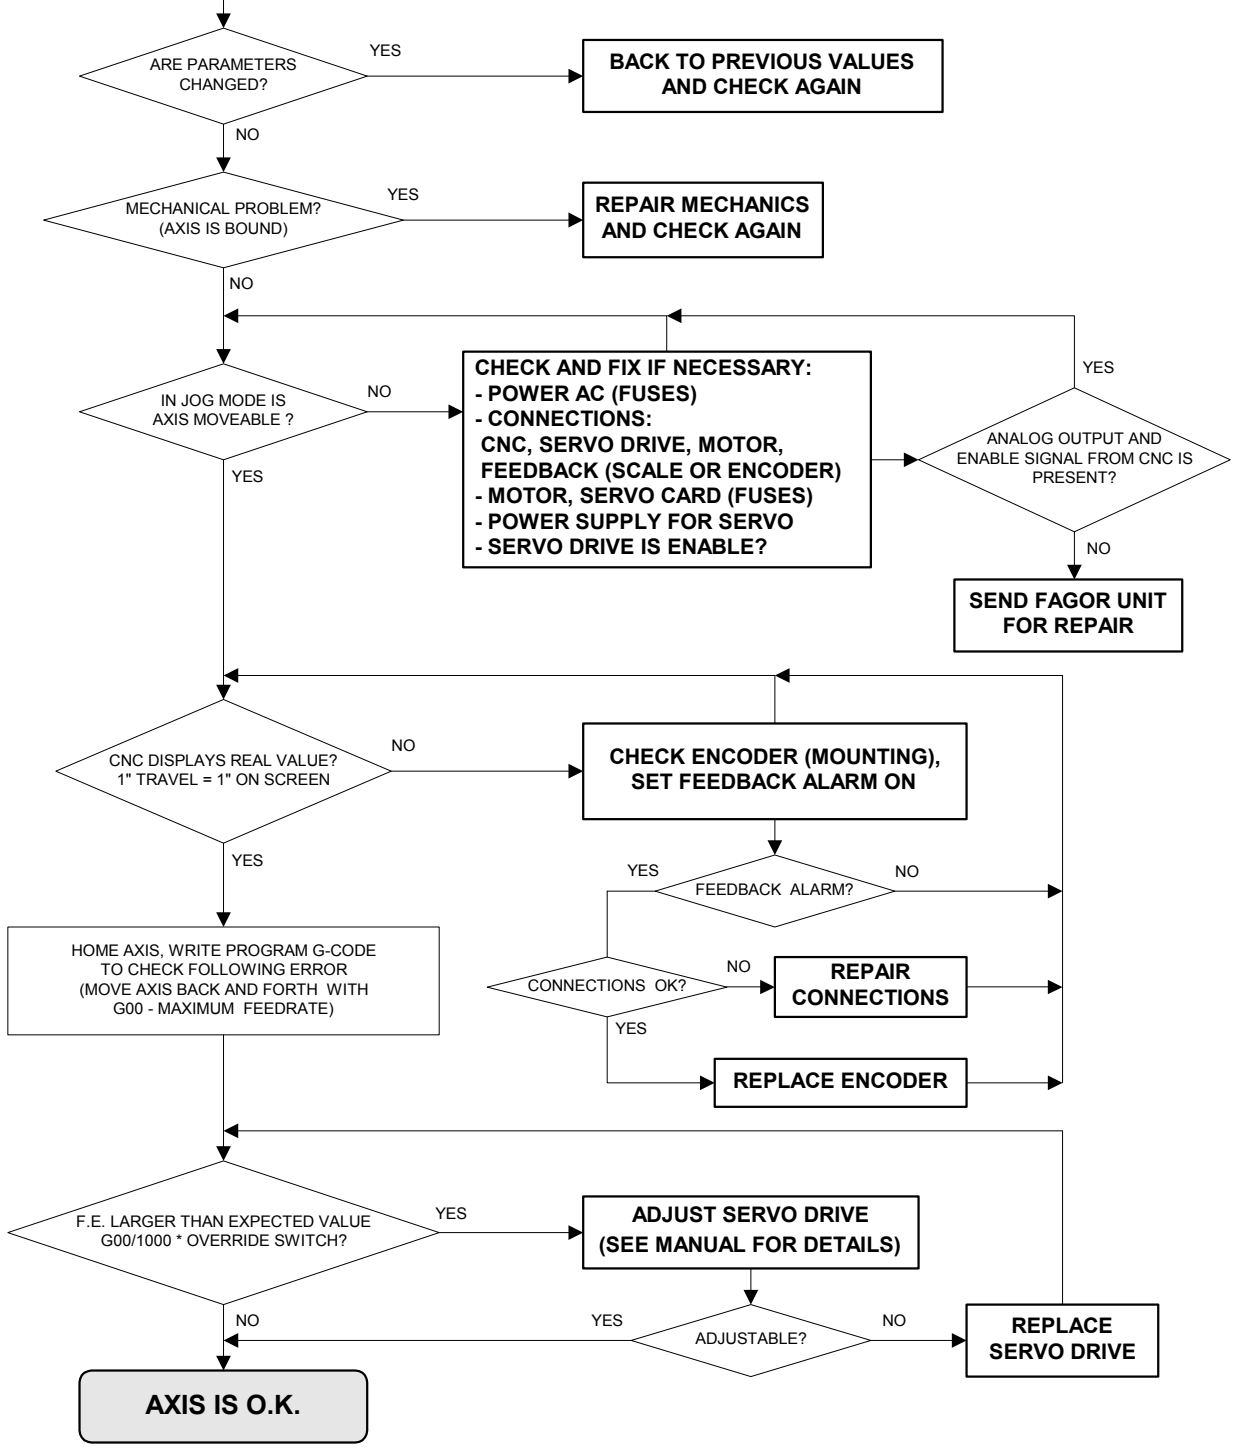 ARE PARAMETERS
CHANGED?
YES
BACK TO PREVIOUS VALUES
AND CHECK AGAIN
NO
MECHANICAL PROBLEM?
(AXIS IS BOUND)
YES
REPAIR MECHANICS
AND CHECK AGAIN
NO
IN JOG MODE IS
AXIS MOVEABLE ?
NO
CHECK AND FIX IF NECESSARY:
- POWER AC (FUSES)
- CONNECTIONS:
CNC, SERVO DRIVE, MOTOR,
FEEDBACK (SCALE OR ENCODER)
- MOTOR, SERVO CARD (FUSES)
- POWER SUPPLY FOR SERVO
- SERVO DRIVE IS ENABLE?
YES
ANALOG OUTPUT AND
ENABLE SIGNAL FROM CNC IS
PRESENT?
NO
SEND FAGOR UNIT
FOR REPAIR
YES
CNC DISPLAYS REAL VALUE?
1" TRAVEL = 1" ON SCREEN
NO
CHECK ENCODER (MOUNTING),
SET FEEDBACK ALARM ON
YES
FEEDBACK ALARM?
NO
YES
HOME AXIS, WRITE PROGRAM G-CODE
TO CHECK FOLLOWING ERROR
(MOVE AXIS BACK AND FORTH WITH
G00 - MAXIMUM FEEDRATE)
CONNECTIONS OK?
NO
REPAIR
CONNECTIONS
YES
REPLACE ENCODER
F.E. LARGER THAN EXPECTED VALUE
G00/1000 * OVERRIDE SWITCH?
YES
ADJUST SERVO DRIVE
(SEE MANUAL FOR DETAILS)
NO
YES
ADJUSTABLE?
NO
REPLACE
SERVO DRIVE
AXIS IS O.K.